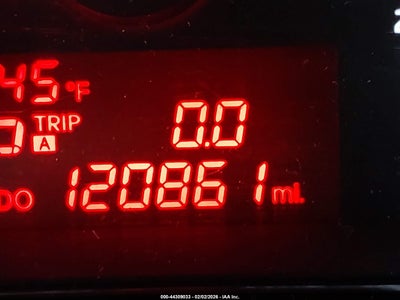 45°F
TRIP A 0.0
DO 120861 mi.
000-44309033 - 02/02/2026 - IAA Inc.